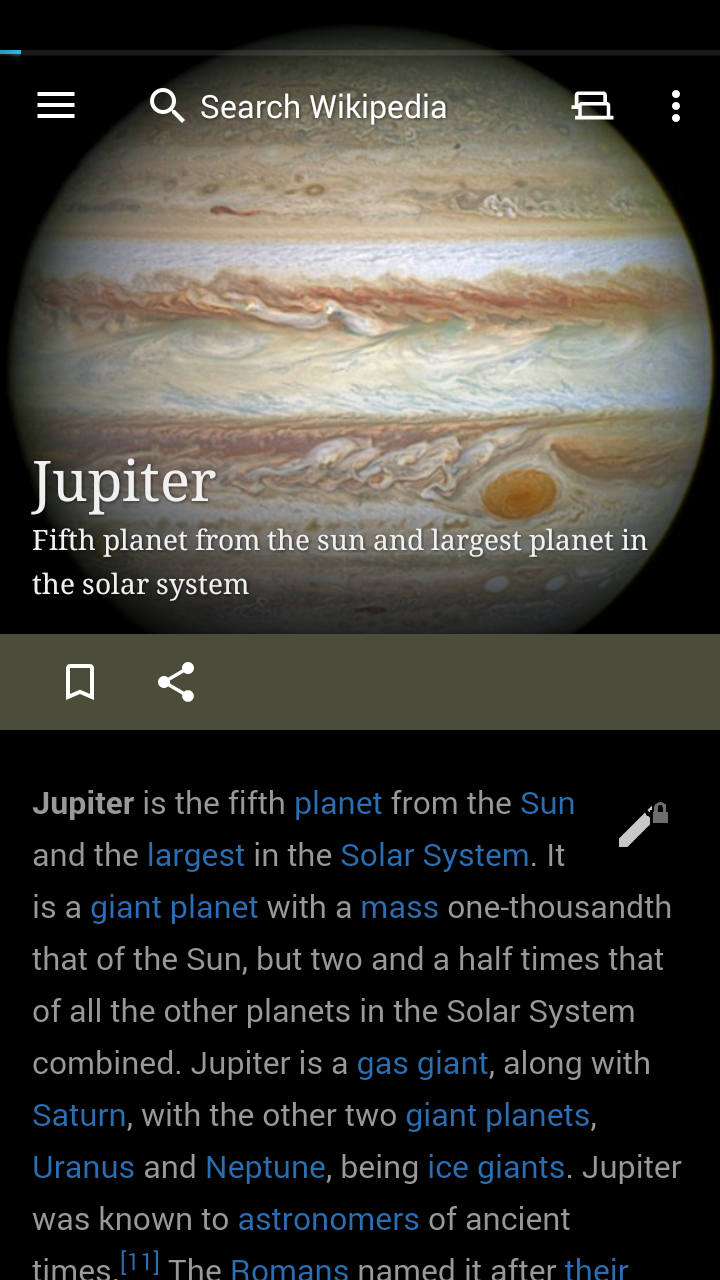 Search Wikipedia
Jupiter
Fifth planet from the sun and largest planet in
the solar system
Jupiter is the fifth planet from the Sun
and the largest in the Solar System. It
is a giant planet with a mass one-thousandth
that of the Sun, but two and a half times that
of all the other planets in the Solar System
combined. Jupiter is a gas giant, along with
Saturn, with the other two giant planets,
Uranus and Neptune, being ice giants. Jupiter
was known to astronomers of ancient
times.[11] The Romans named it after their